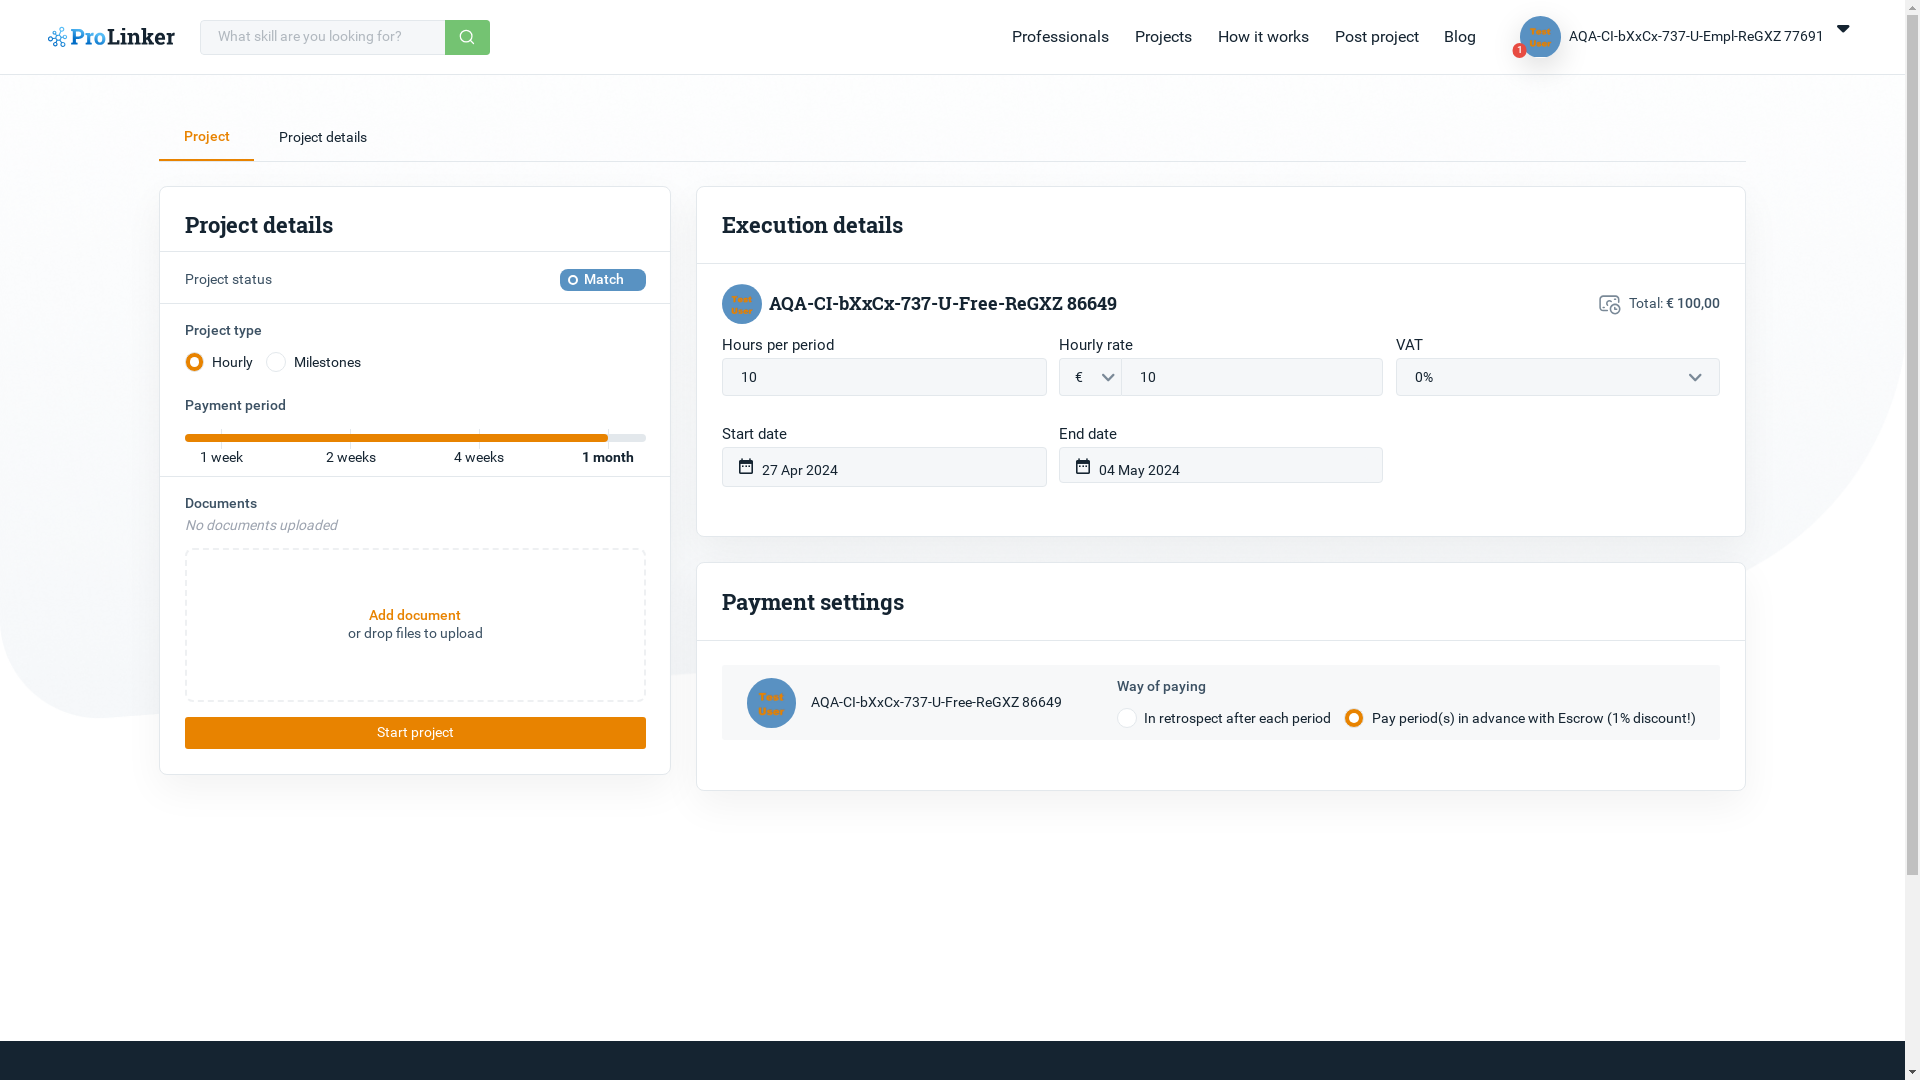 ProLinker
What skill are you looking for?
Professionals
Projects
How it works
Post project
Blog
Test
User
1
AQA-CI-bXxCx-737-U-Empl-ReGXZ 77691
Project
Project details
Project details
Project status
Match
Project type
Hourly
Milestones
Payment period
1 week
2 weeks
4 weeks
1 month
Documents
No documents uploaded
Add document
or drop files to upload
Start project
Execution details
Test
User
AQA-CI-bXxCx-737-U-Free-ReGXZ 86649
Total: € 100,00
Hours per period
10
Hourly rate
€
10
VAT
0%
Start date
27 Apr 2024
End date
04 May 2024
Payment settings
Test
User
AQA-CI-bXxCx-737-U-Free-ReGXZ 86649
Way of paying
In retrospect after each period
Pay period(s) in advance with Escrow (1% discount!)